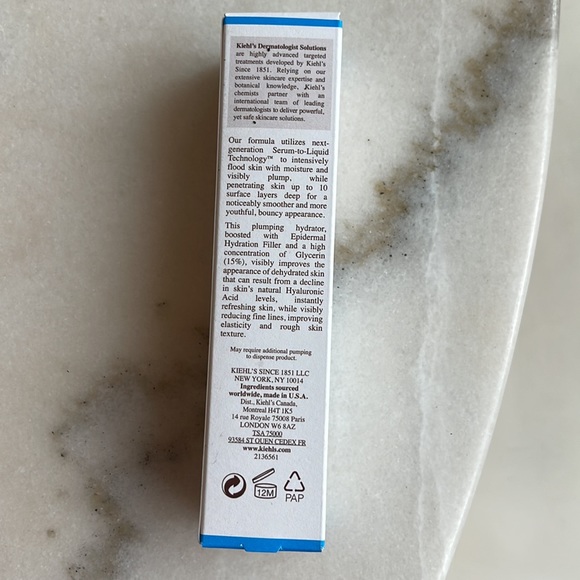 Kiehl's Dermatologist Solutions
are highly advanced targeted
treatments developed by Kiehl's
Since 1851. Relying on our
extensive skincare expertise and
botanical knowledge, Kiehl's
chemists partner with an
international team of leading
dermatologists to deliver powerful,
yet safe skincare solutions.
Our formula utilizes next-
generation Serum-to-Liquid
Technology™ to intensively
flood skin with moisture and
visibly plump, while
penetrating skin up to 10
surface layers deep for a
noticeably smoother and more
youthful, bouncy appearance.
This plumping hydrator,
boosted with Epidermal
Hydration Filler and a high
concentration of Glycerin
(15%), visibly improves the
appearance of dehydrated skin
that can result from a decline
in skin's natural Hyaluronic
Acid levels, instantly
refreshing skin, while visibly
reducing fine lines, improving
elasticity and rough skin
texture.
May require additional pumping
to dispense product.
KIEHL'S SINCE 1851 LLC
NEW YORK, NY 10014
Ingredients sourced
worldwide, made in U.S.A.
Dist., Kiehl's Canada,
Montreal H4T 1K5
14 rue Royale 75008 Paris
LONDON W6 8AZ
TSA 75000
93584 ST OUEN CEDEX FR
www.kiehls.com
2136561
12M
PAP